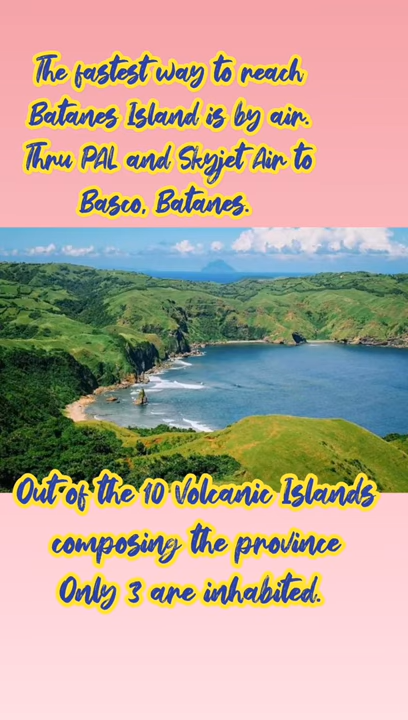 The fastest way to reach
Batanes Island is by air.
Thru PAL and Skyjet Air to
Basco, Batanes.
Out of the 10 Volcanic Islands
composing the province
Only 3 are inhabited.